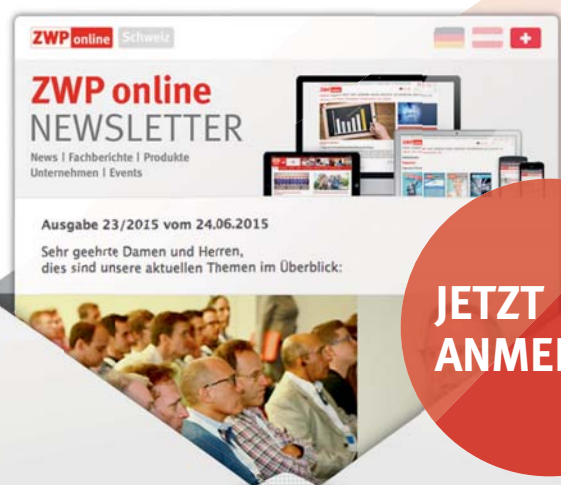 ZWP online Schweiz
ZWP online
NEWSLETTER
News | Fachberichte | Produkte
Unternehmen | Events
Ausgabe 23/2015 vom 24.06.2015
Sehr geehrte Damen und Herren,
dies sind unsere aktuellen Themen im Überblick:
JETZT